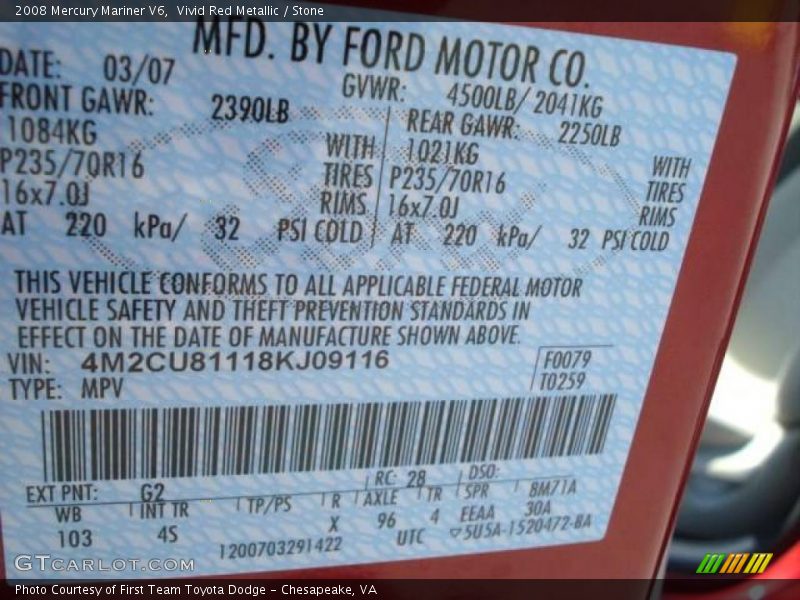 2008 Mercury Mariner V6, Vivid Red Metallic / Stone
MFD. BY FORD MOTOR CO.
DATE: 03/07 GVWR: 4500LB/ 2041KG
FRONT GAWR: 2390LB REAR GAWR: 2250LB
1084KG WITH 1021KG WITH
P235/70R16 TIRES P235/70R16 TIRES
16x7.0J RIMS 16x7.0J RIMS
AT 220 kPa/ 32 PSI COLD AT 220 kPa/ 32 PSI COLD
THIS VEHICLE CONFORMS TO ALL APPLICABLE FEDERAL MOTOR
VEHICLE SAFETY AND THEFT PREVENTION STANDARDS IN
EFFECT ON THE DATE OF MANUFACTURE SHOWN ABOVE.
VIN: 4M2CU81118KJ09116 F0079
TYPE: MPV T0259
EXT PNT: G2 RC: 28 DSO:
WB INT TR TP/PS R AXLE TR SPR 8M71A
103 4S X 96 4 EEAA 30A
1200703291422 UTC 5U5A-1520472-BA
GTCARLOT.COM
Photo Courtesy of First Team Toyota Dodge - Chesapeake, VA